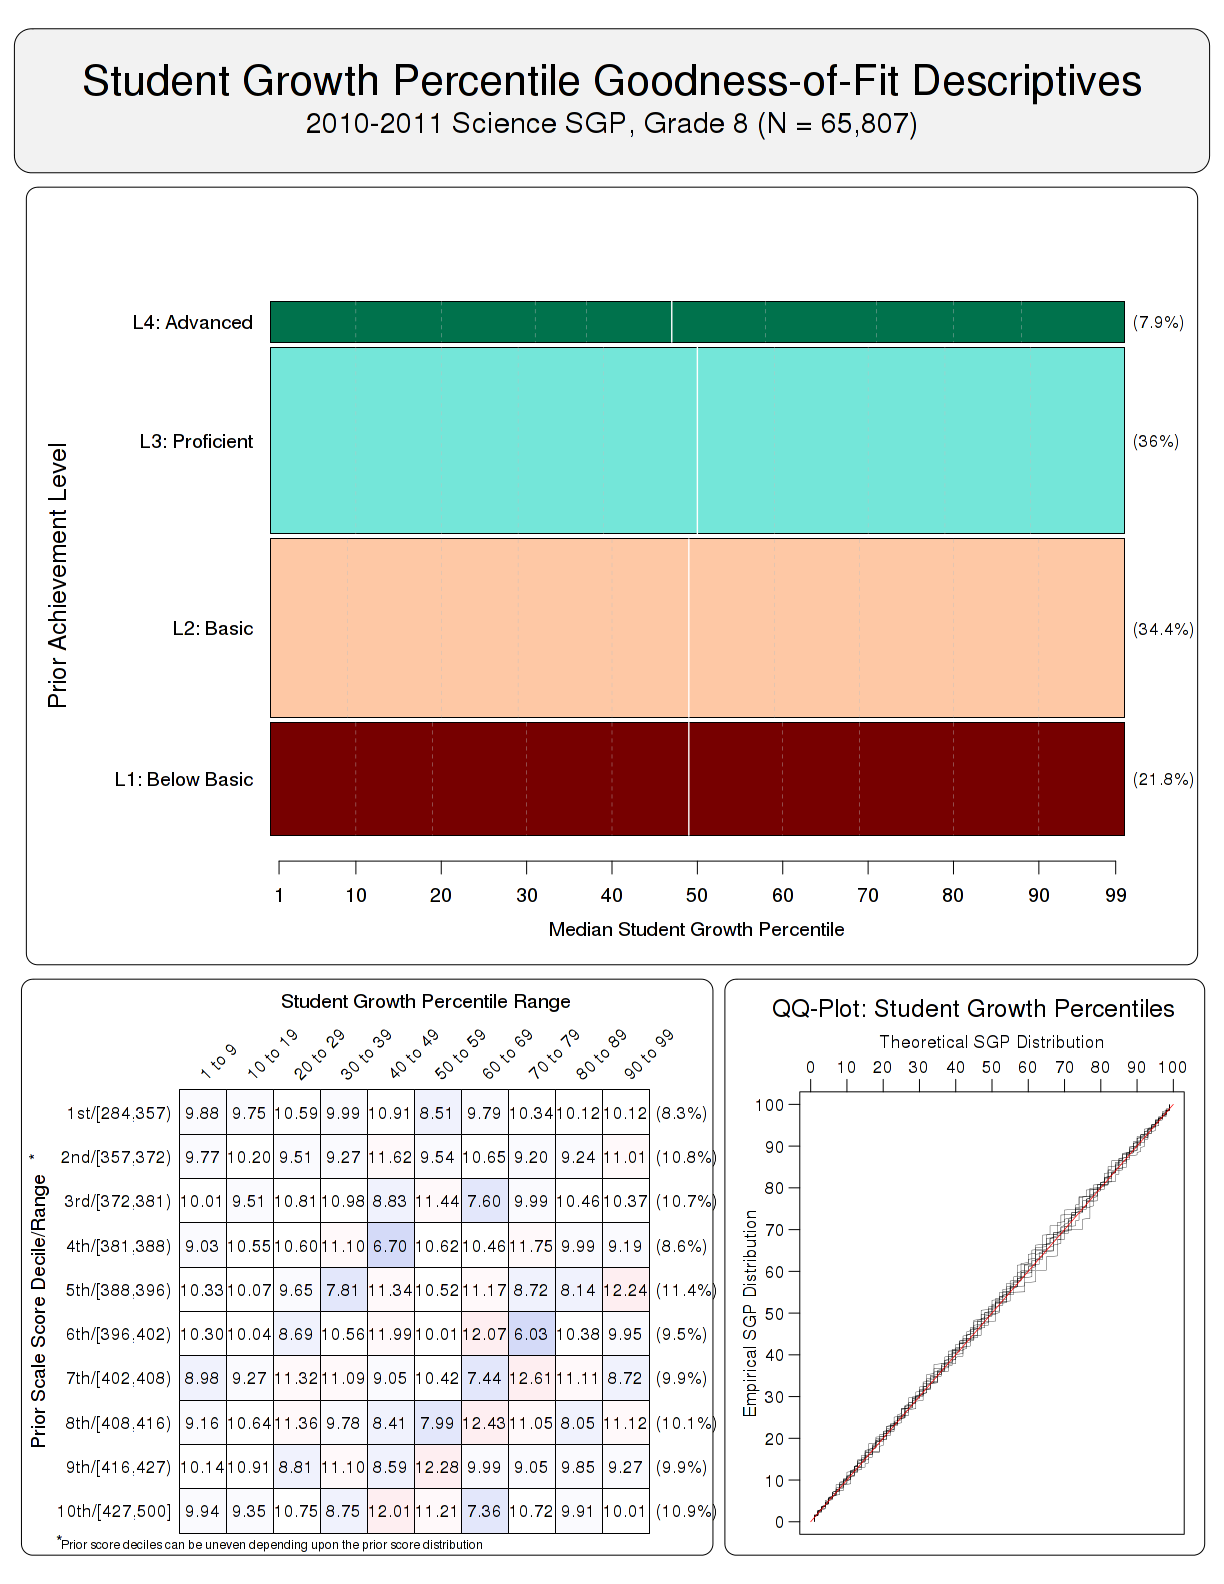 Student Growth Percentile Goodness-of-Fit Descriptives
2010-2011 Science SGP, Grade 8 (N = 65,807)
Prior Achievement Level
L4: Advanced (7.9%)
L3: Proficient (36%)
L2: Basic (34.4%)
L1: Below Basic (21.8%)
1 10 20 30 40 50 60 70 80 90 99
Median Student Growth Percentile
Student Growth Percentile Range
1 to 9 10 to 19 20 to 29 30 to 39 40 to 49 50 to 59 60 to 69 70 to 79 80 to 89 90 to 99
Prior Scale Score Decile/Range *
1st/[284,357) 9.88 9.75 10.59 9.99 10.91 8.51 9.79 10.34 10.12 10.12 (8.3%)
2nd/[357,372) 9.77 10.20 9.51 9.27 11.62 9.54 10.65 9.20 9.24 11.01 (10.8%)
3rd/[372,381) 10.01 9.51 10.81 10.98 8.83 11.44 7.60 9.99 10.46 10.37 (10.7%)
4th/[381,388) 9.03 10.55 10.60 11.10 6.70 10.62 10.46 11.75 9.99 9.19 (8.6%)
5th/[388,396) 10.33 10.07 9.65 7.81 11.34 10.52 11.17 8.72 8.14 12.24 (11.4%)
6th/[396,402) 10.30 10.04 8.69 10.56 11.99 10.01 12.07 6.03 10.38 9.95 (9.5%)
7th/[402,408) 8.98 9.27 11.32 11.09 9.05 10.42 7.44 12.61 11.11 8.72 (9.9%)
8th/[408,416) 9.16 10.64 11.36 9.78 8.41 7.99 12.43 11.05 8.05 11.12 (10.1%)
9th/[416,427) 10.14 10.91 8.81 11.10 8.59 12.28 9.99 9.05 9.85 9.27 (9.9%)
10th/[427,500] 9.94 9.35 10.75 8.75 12.01 11.21 7.36 10.72 9.91 10.01 (10.9%)
*Prior score deciles can be uneven depending upon the prior score distribution
QQ-Plot: Student Growth Percentiles
Theoretical SGP Distribution
0 10 20 30 40 50 60 70 80 90 100
Empirical SGP Distribution
100
90
80
70
60
50
40
30
20
10
0